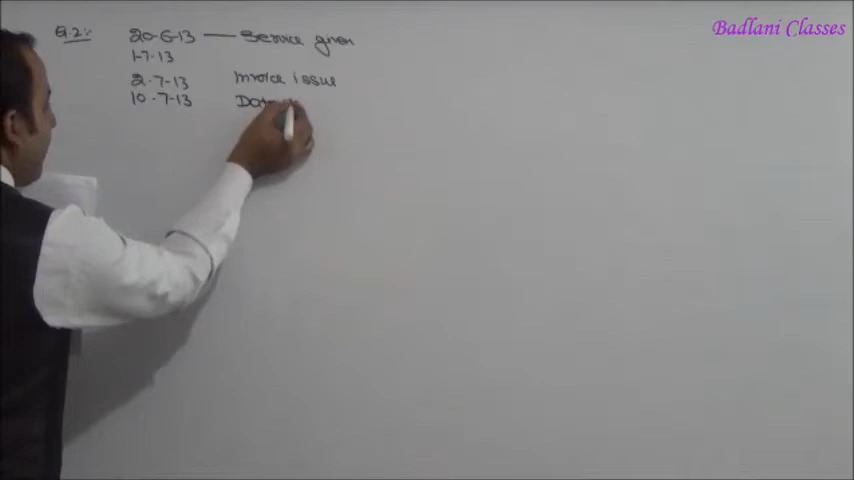 Q.2:-
20-6-13 — Service given
1-7-13
2-7-13 Invoice issue
10-7-13
Badlani Classes